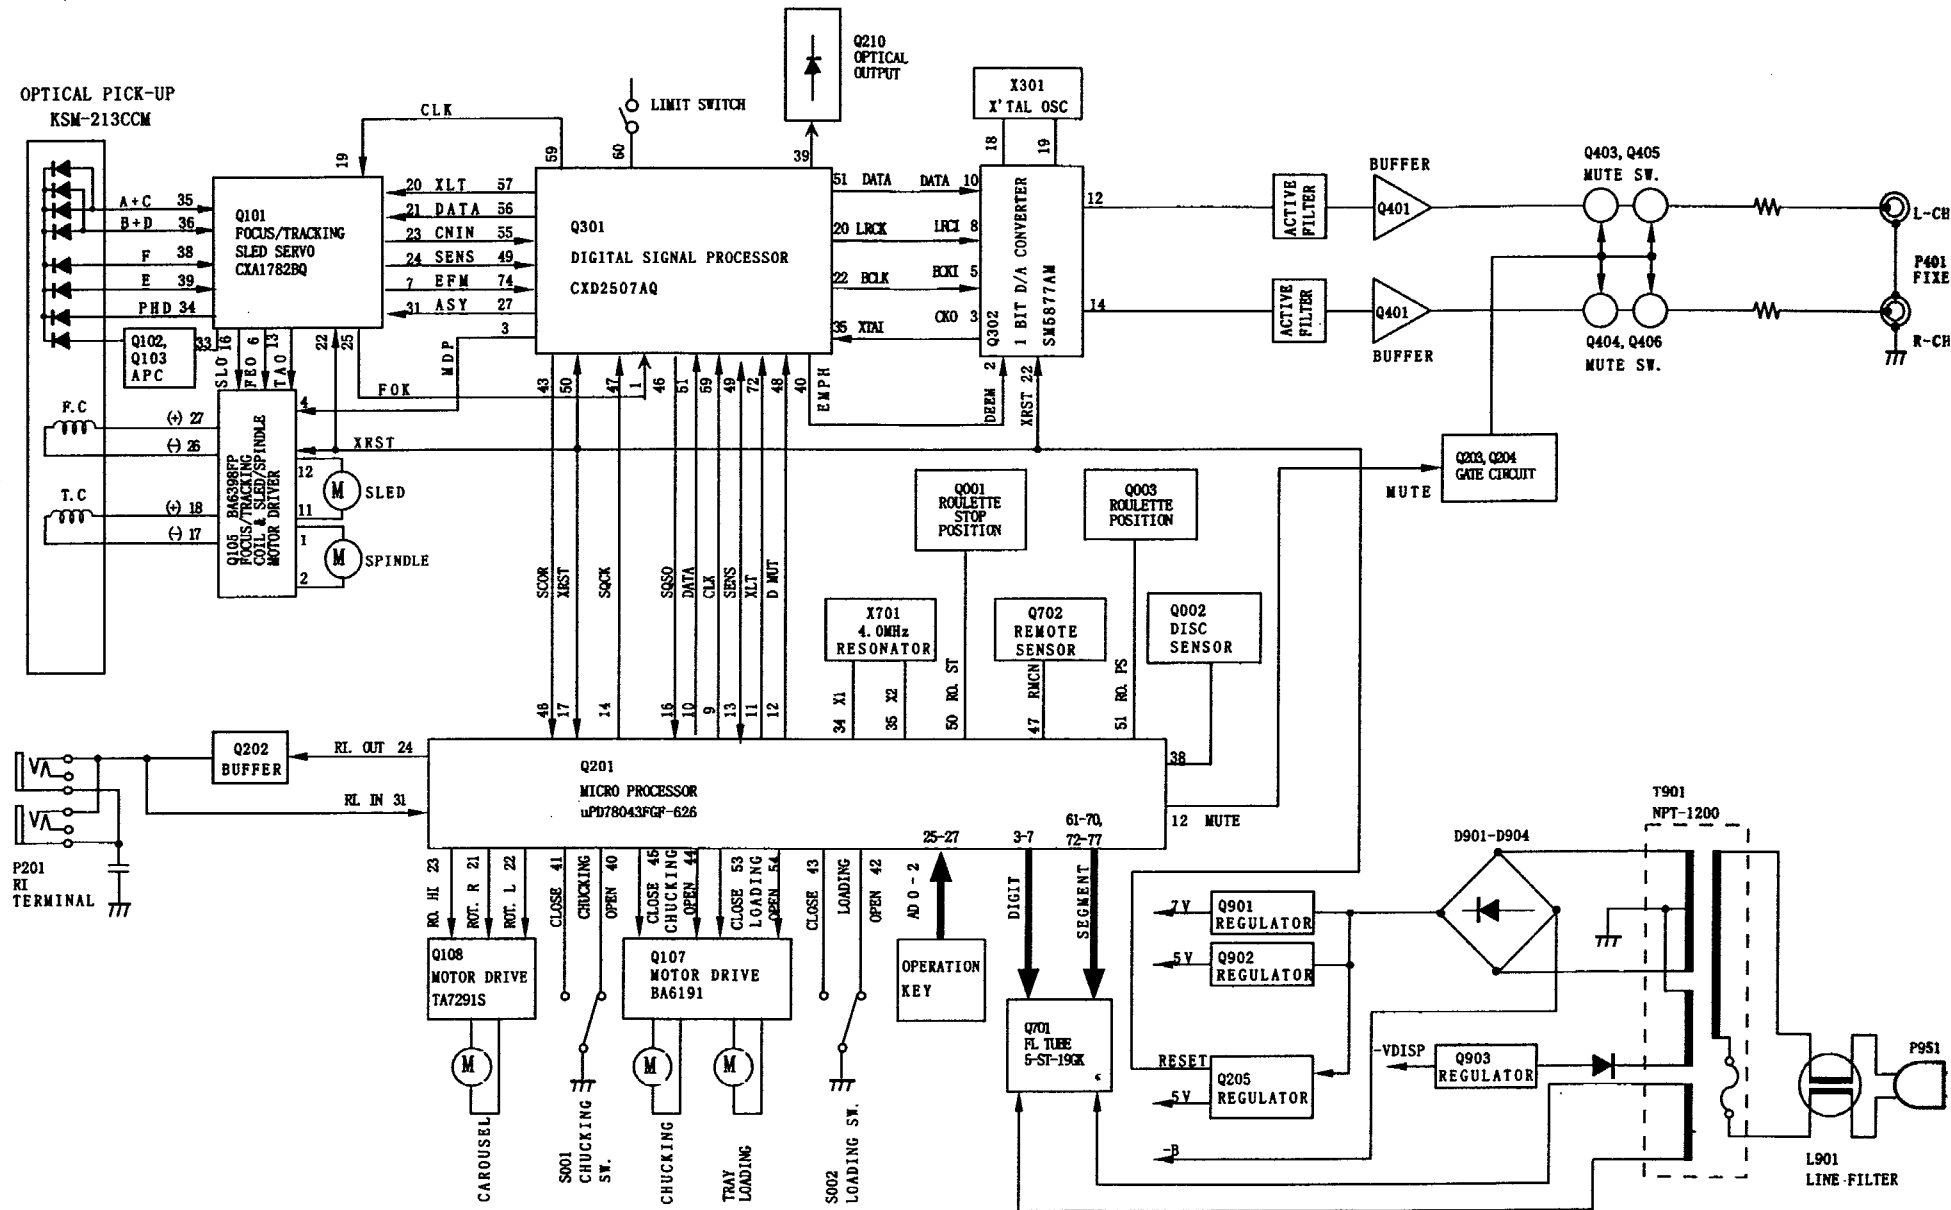 OPTICAL PICK-UP
KSM-213CCM
A+C 35
B+D 36
F 38
E 39
PHD 34
Q102,
Q103
APC
33
F.C
(+) 27
(-) 26
T.C
(+) 18
(-) 17
CLK
19
59
Q101
FOCUS/TRACKING
SLED SERVO
CXA1782BQ
20 XLT 57
21 DATA 56
23 CNIN 55
24 SENS 49
7 EFM 74
31 ASY 27
3
MDP
SLO 16
FEO 6
TAO 13
22
25
FOK
4
XRST
Q105 BA6398FP
FOCUS/TRACKING
COIL & SLED/SPINDLE
MOTOR DRIVER
12
11
M
SLED
1
2
M
SPINDLE
LIMIT SWITCH
60
Q210
OPTICAL
OUTPUT
39
Q301
DIGITAL SIGNAL PROCESSOR
CXD2507AQ
43
50
47
1
46
51
59
49
72
48
40
EMPH
51 DATA
20 LRCK
22 BCLK
35 XTAI
DATA 10
LRCI 8
BCKI 5
CKO 3
X301
X'TAL OSC
18
19
Q302
1 BIT D/A CONVERTER
SM5877AM
DEEM 2
XRST 22
12
14
ACTIVE
FILTER
BUFFER
Q401
ACTIVE
FILTER
Q401
BUFFER
Q403, Q405
MUTE SW.
Q404, Q406
MUTE SW.
L-CH
P401
FIXE
R-CH
Q203, Q204
GATE CIRCUIT
MUTE
SCOR
XRST
SQCK
SQSO
DATA
CLK
SENS
XLT
D MUT
46
17
14
16
10
9
13
11
12
Q001
ROULETTE
STOP
POSITION
Q003
ROULETTE
POSITION
X701
4.0MHz
RESONATOR
Q702
REMOTE
SENSOR
Q002
DISC
SENSOR
34 X1
35 X2
50 RO. ST
47 RMCN
51 RO. PS
38
Q202
BUFFER
RI. OUT 24
RI. IN 31
P201
RI
TERMINAL
Q201
MICRO PROCESSOR
uPD78043FGF-626
25-27
3-7
61-70,
72-77
12 MUTE
RO. HI 23
ROT. R 21
ROT. L 22
CLOSE 41
CHUCKING
OPEN 40
CLOSE 45
CHUCKING
OPEN 44
CLOSE 53
LOADING
OPEN 54
CLOSE 43
LOADING
OPEN 42
AD 0-2
DIGIT
SEGMENT
Q108
MOTOR DRIVE
TA7291S
M
CAROUSEL
S001
CHUCKING
SW.
Q107
MOTOR DRIVE
BA6191
M
CHUCKING
M
TRAY
LOADING
S002
LOADING SW.
OPERATION
KEY
Q701
FL TUBE
5-ST-19GK
7V
Q901
REGULATOR
5V
Q902
REGULATOR
RESET
Q205
REGULATOR
5V
-B
-VDISP
Q903
REGULATOR
D901-D904
T901
NPT-1200
P951
L901
LINE-FILTER